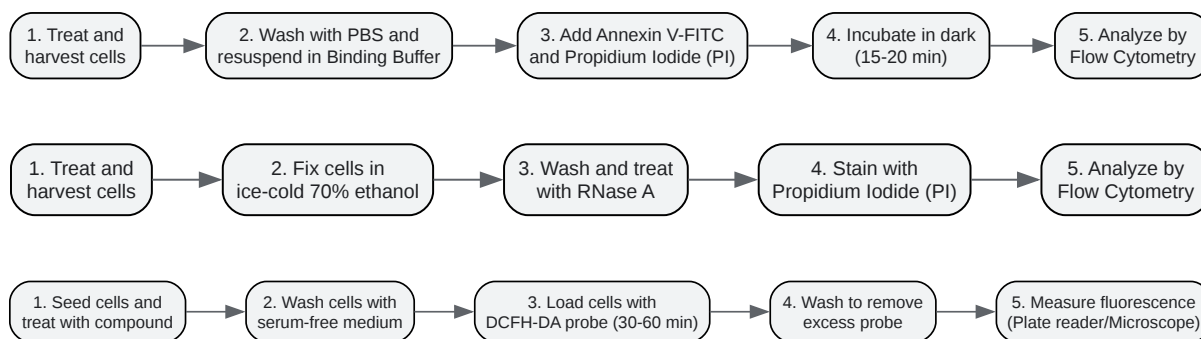 1. Treat and
harvest cells
2. Wash with PBS and
resuspend in Binding Buffer
3. Add Annexin V-FITC
and Propidium Iodide (PI)
4. Incubate in dark
(15-20 min)
5. Analyze by
Flow Cytometry
1. Treat and
harvest cells
2. Fix cells in
ice-cold 70% ethanol
3. Wash and treat
with RNase A
4. Stain with
Propidium Iodide (PI)
5. Analyze by
Flow Cytometry
1. Seed cells and
treat with compound
2. Wash cells with
serum-free medium
3. Load cells with
DCFH-DA probe (30-60 min)
4. Wash to remove
excess probe
5. Measure fluorescence
(Plate reader/Microscope)